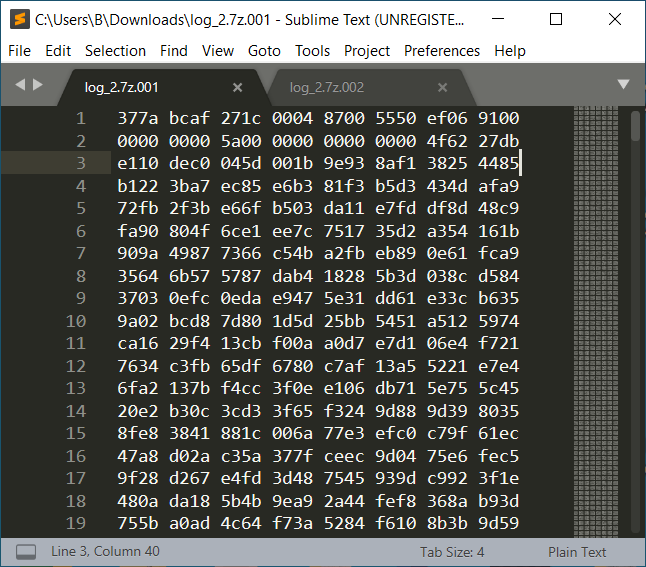 C:\Users\B\Downloads\log_2.7z.001 - Sublime Text (UNREGISTE...
File Edit Selection Find View Goto Tools Project Preferences Help
log_2.7z.001 log_2.7z.002
1 377a bcaf 271c 0004 8700 5550 ef06 9100
2 0000 0000 5a00 0000 0000 0000 4f62 27db
3 e110 dec0 045d 001b 9e93 8af1 3825 4485
4 b122 3ba7 ec85 e6b3 81f3 b5d3 434d afa9
5 72fb 2f3b e66f b503 da11 e7fd df8d 48c9
6 fa90 804f 6ce1 ee7c 7517 35d2 a354 161b
7 909a 4987 7366 c54b a2fb eb89 0e61 fca9
8 3564 6b57 5787 dab4 1828 5b3d 038c d584
9 3703 0efc 0eda e947 5e31 dd61 e33c b635
10 9a02 bcd8 7d80 1d5d 25bb 5451 a512 5974
11 ca16 29f4 13cb f00a a0d7 e7d1 06e4 f721
12 7634 c3fb 65df 6780 c7af 13a5 5221 e7e4
13 6fa2 137b f4cc 3f0e e106 db71 5e75 5c45
14 20e2 b30c 3cd3 3f65 f324 9d88 9d39 8035
15 8fe8 3841 881c 006a 77e3 efc0 c79f 61ec
16 47a8 d02a c35a 377f ceec 9d04 75e6 fec5
17 9f28 d267 e4fd 3d48 7545 939d c992 3f1e
18 480a da18 5b4b 9ea9 2a44 fef8 368a b93d
19 755b a0ad 4c64 f73a 5284 f610 8b3b 9d59
Line 3, Column 40 Tab Size: 4 Plain Text